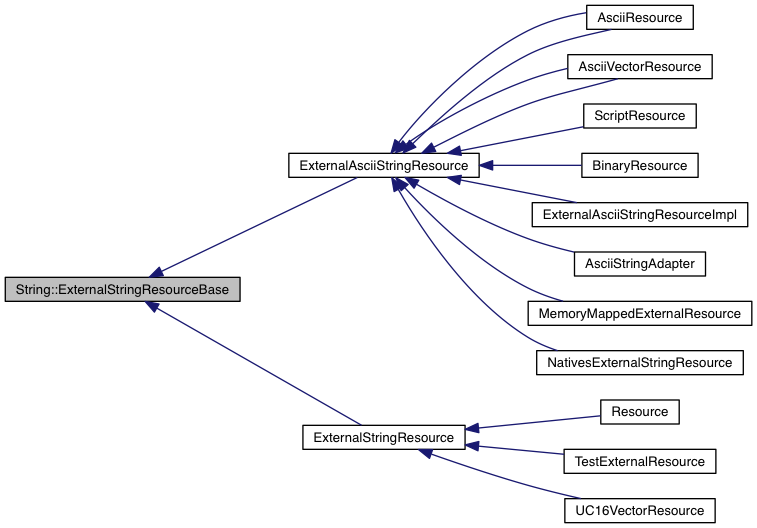 AsciiResource
AsciiVectorResource
ScriptResource
ExternalAsciiStringResource
BinaryResource
ExternalAsciiStringResourceImpl
AsciiStringAdapter
String::ExternalStringResourceBase
MemoryMappedExternalResource
NativesExternalStringResource
Resource
ExternalStringResource
TestExternalResource
UC16VectorResource